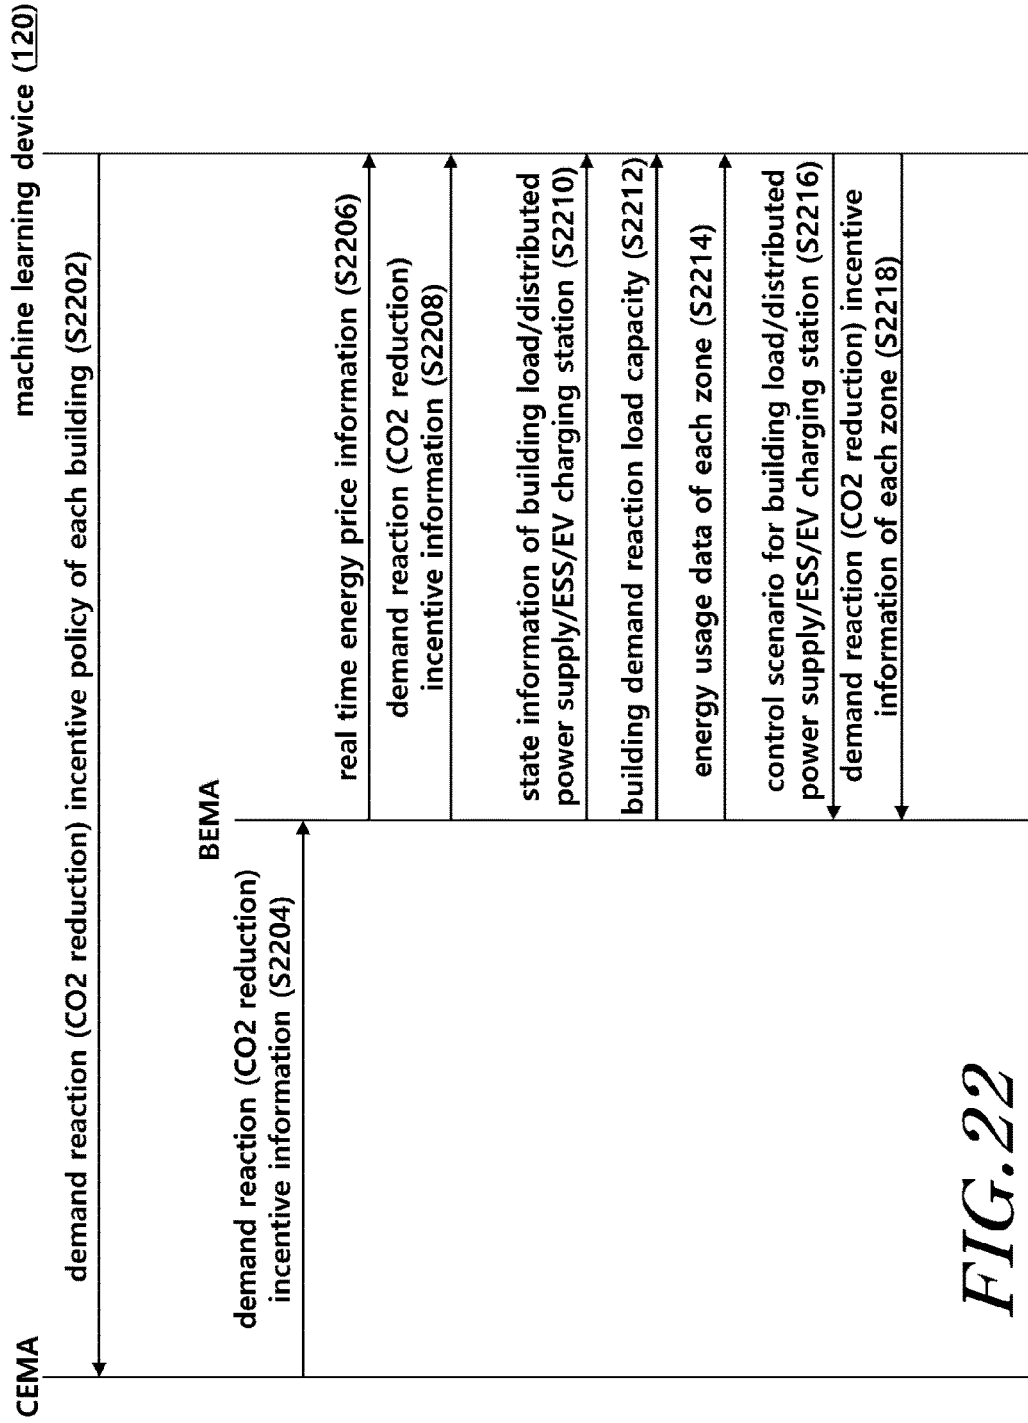 CEMA
BEMA
machine learning device (120)
demand reaction (CO2 reduction) incentive policy of each building (S2202)
demand reaction (CO2 reduction)
incentive information (S2204)
real time energy price information (S2206)
demand reaction (CO2 reduction)
incentive information (S2208)
state information of building load/distributed
power supply/ESS/EV charging station (S2210)
building demand reaction load capacity (S2212)
energy usage data of each zone (S2214)
control scenario for building load/distributed
power supply/ESS/EV charging station (S2216)
demand reaction (CO2 reduction) incentive
information of each zone (S2218)
FIG.22